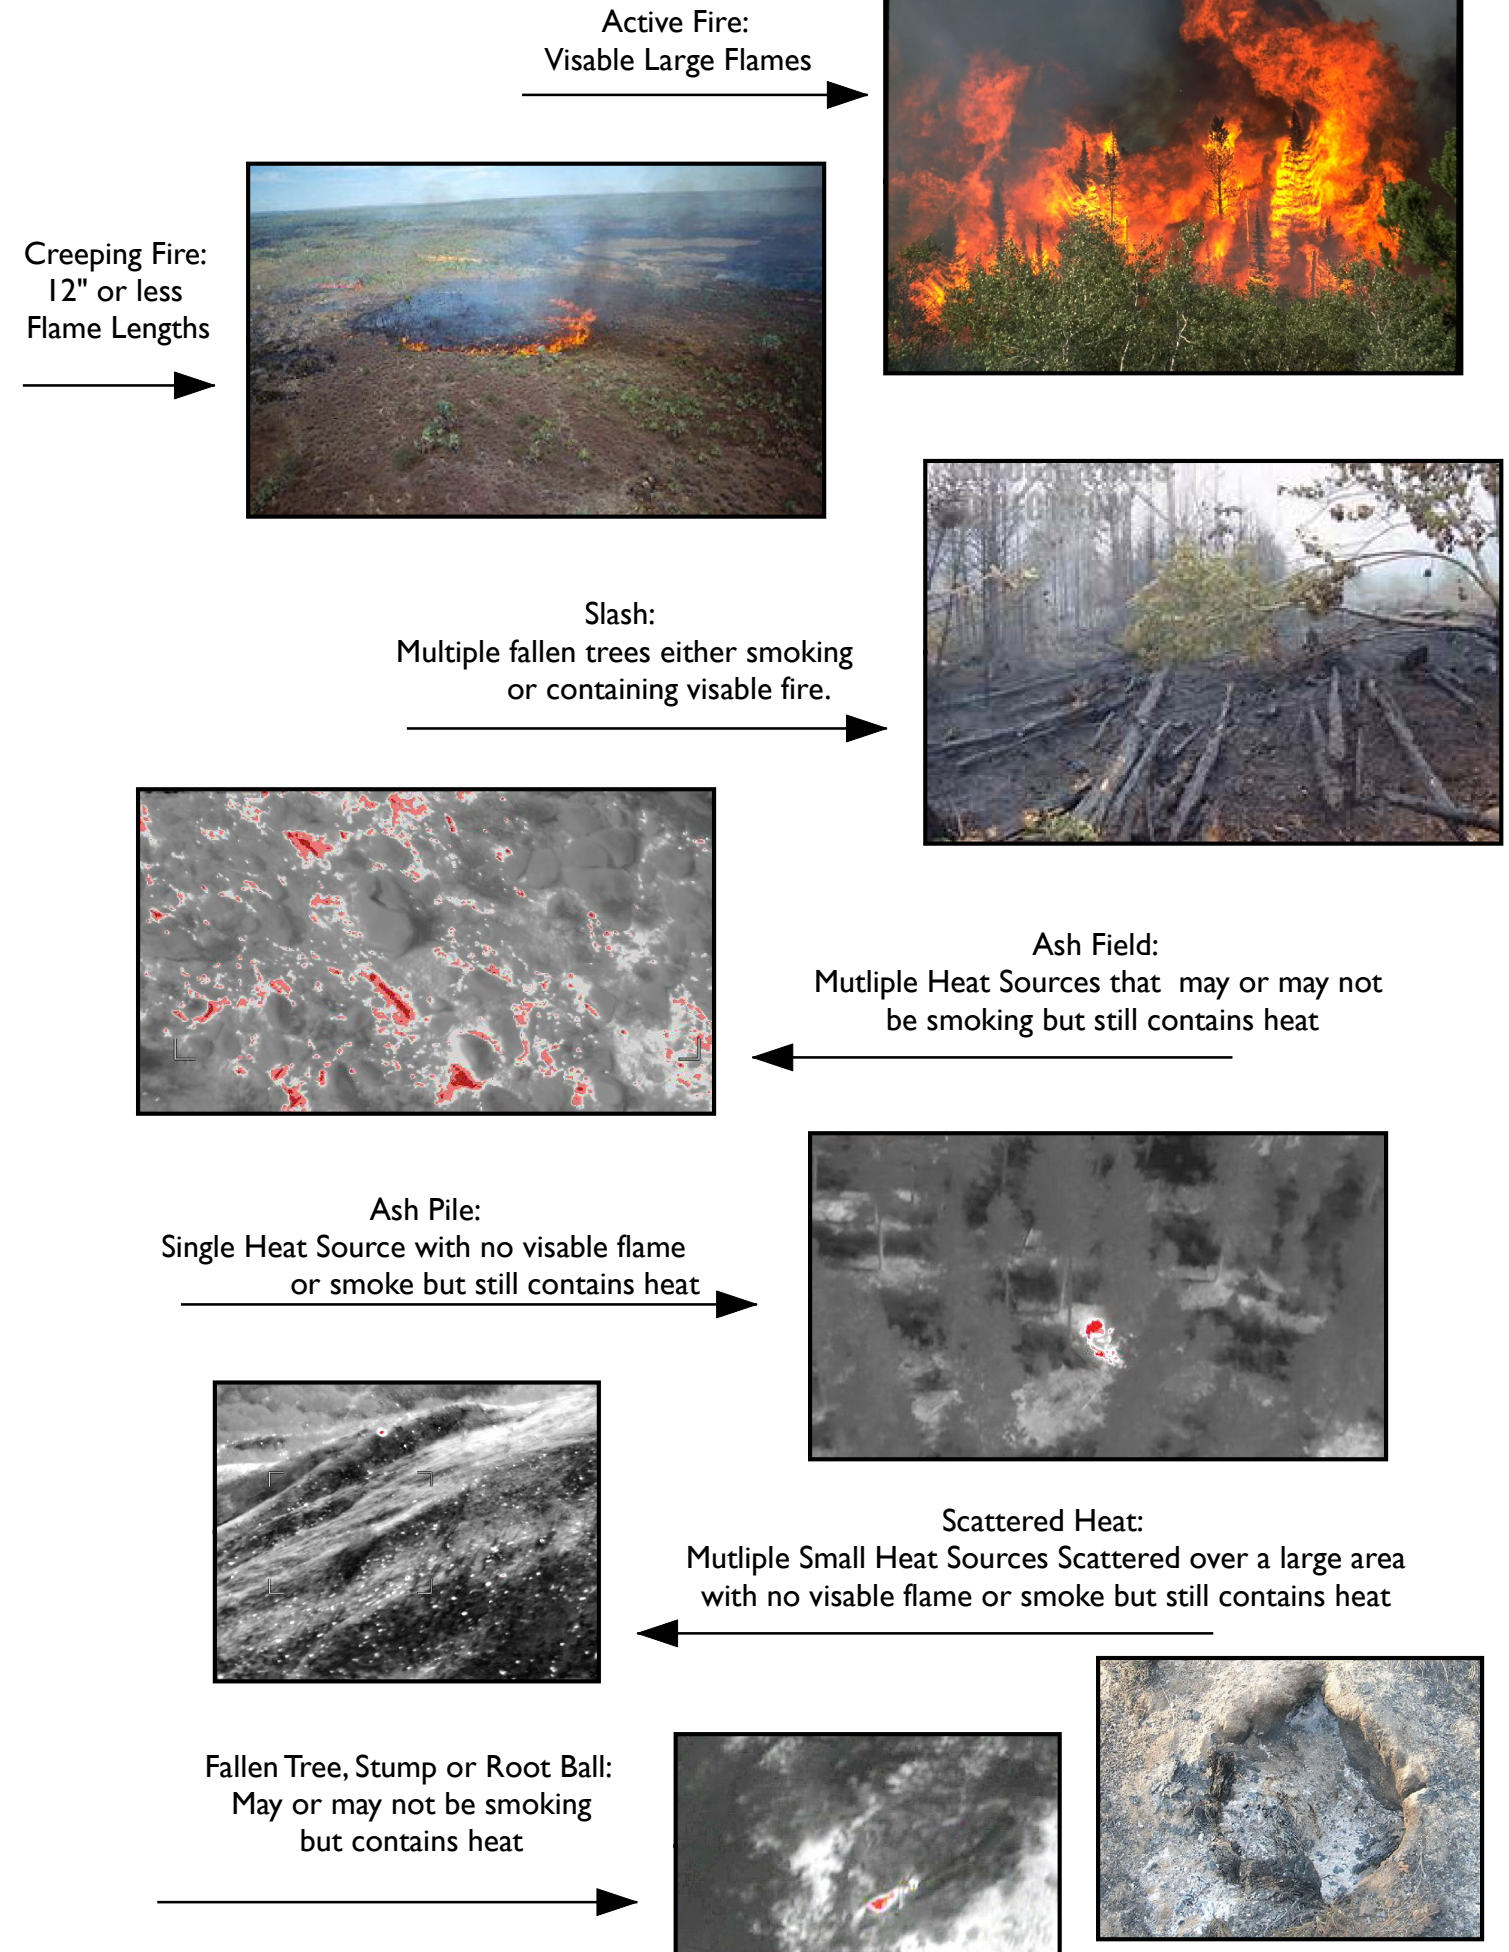 Active Fire:
Visable Large Flames
Creeping Fire:
12" or less
Flame Lengths
Slash:
Multiple fallen trees either smoking
or containing visable fire.
Ash Field:
Mutliple Heat Sources that  may or may not
be smoking but still contains heat
Ash Pile:
Single Heat Source with no visable flame
or smoke but still contains heat
Scattered Heat:
Mutliple Small Heat Sources Scattered over a large area
with no visable flame or smoke but still contains heat
Fallen Tree, Stump or Root Ball:
May or may not be smoking
but contains heat